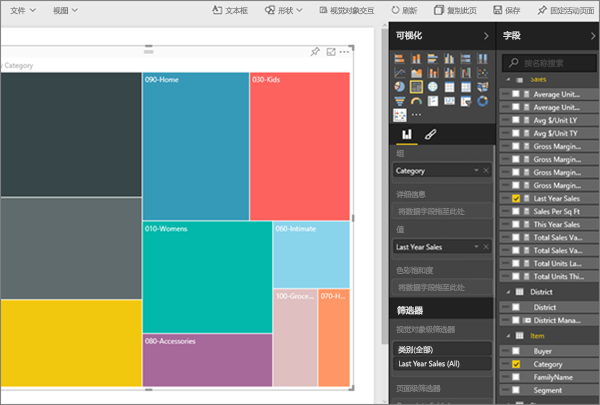 文件 视图 文本框 形状 视觉对象交互 刷新 复制此页 保存 固定活动页面
y Category
090-Home
030-Kids
010-Womens
060-Intimate
100-Groce...
070-H...
080-Accessories
可视化
组
Category
详细信息
将数据字段拖至此处
值
Last Year Sales
色彩饱和度
将数据字段拖至此处
筛选器
视觉对象级筛选器
类别(全部)
Last Year Sales (All)
页面级筛选器
字段
搜名称搜索
Sales
Average Unit...
Average Unit...
Avg $/Unit LY
Avg $/Unit TY
Gross Margin...
Gross Margin...
Gross Margin...
Gross Margin...
Last Year Sales
Sales Per Sq Ft
This Year Sales
Total Sales Va...
Total Sales Va...
Total Units La...
Total Units Thi...
District
District
District Mana...
Item
Buyer
Category
FamilyName
Segment